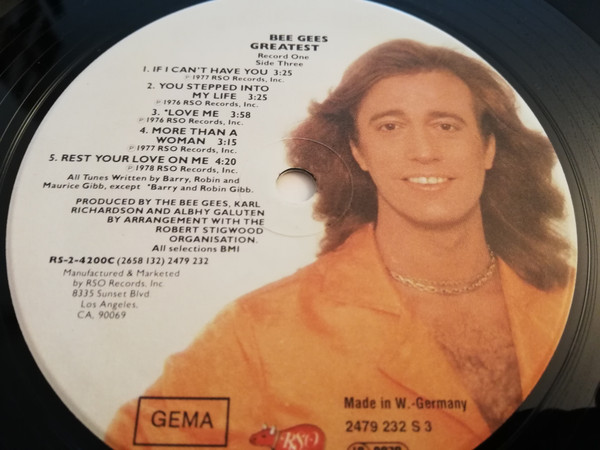 BEE GEES
GREATEST
Record One
Side Three
1. IF I CAN'T HAVE YOU 3:25
℗1977 RSO Records, Inc.
2. YOU STEPPED INTO
MY LIFE 3:25
℗1976 RSO Records, Inc.
3. *LOVE ME 3:58
℗1976 RSO Records, Inc.
4. MORE THAN A
WOMAN 3:15
℗1977 RSO Records, Inc.
5. REST YOUR LOVE ON ME 4:20
℗1978 RSO Records, Inc.
All Tunes Written by Barry, Robin and
Maurice Gibb, except *Barry and Robin Gibb.
PRODUCED BY THE BEE GEES, KARL
RICHARDSON AND ALBHY GALUTEN
BY ARRANGEMENT WITH THE
ROBERT STIGWOOD
ORGANISATION.
All selections BMI
RS-2-4200C (2658 132) 2479 232
Manufactured & Marketed
by RSO Records, Inc.
8335 Sunset Blvd.
Los Angeles,
CA, 90069
GEMA
RSO
Made in W.-Germany
2479 232 S 3